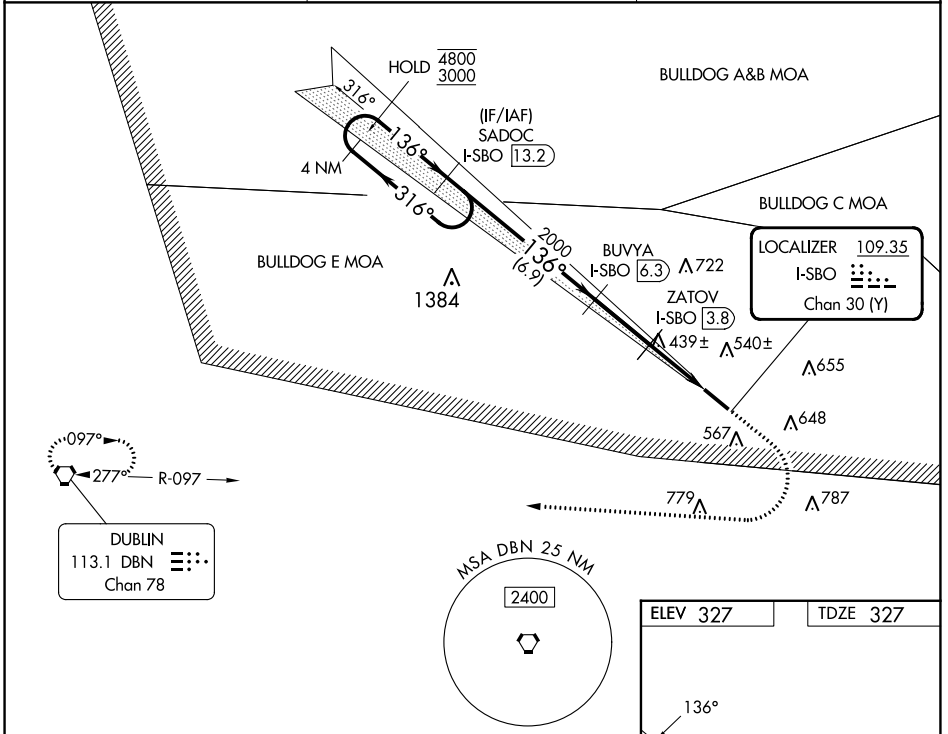 HOLD 4800
3000
BULLDOG A&B MOA
316°
(IF/IAF)
SADOC
I-SBO 13.2
136°
4 NM
316°
BULLDOG C MOA
2000
136°
(6.9)
BUVYA
I-SBO 6.3
722
LOCALIZER 109.35
I-SBO
Chan 30 (Y)
BULLDOG E MOA
1384
ZATOV
I-SBO 3.8
439±
540±
655
648
567
097°
277°
R-097
779
787
DUBLIN
113.1 DBN
Chan 78
MSA DBN 25 NM
2400
ELEV 327
TDZE 327
136°